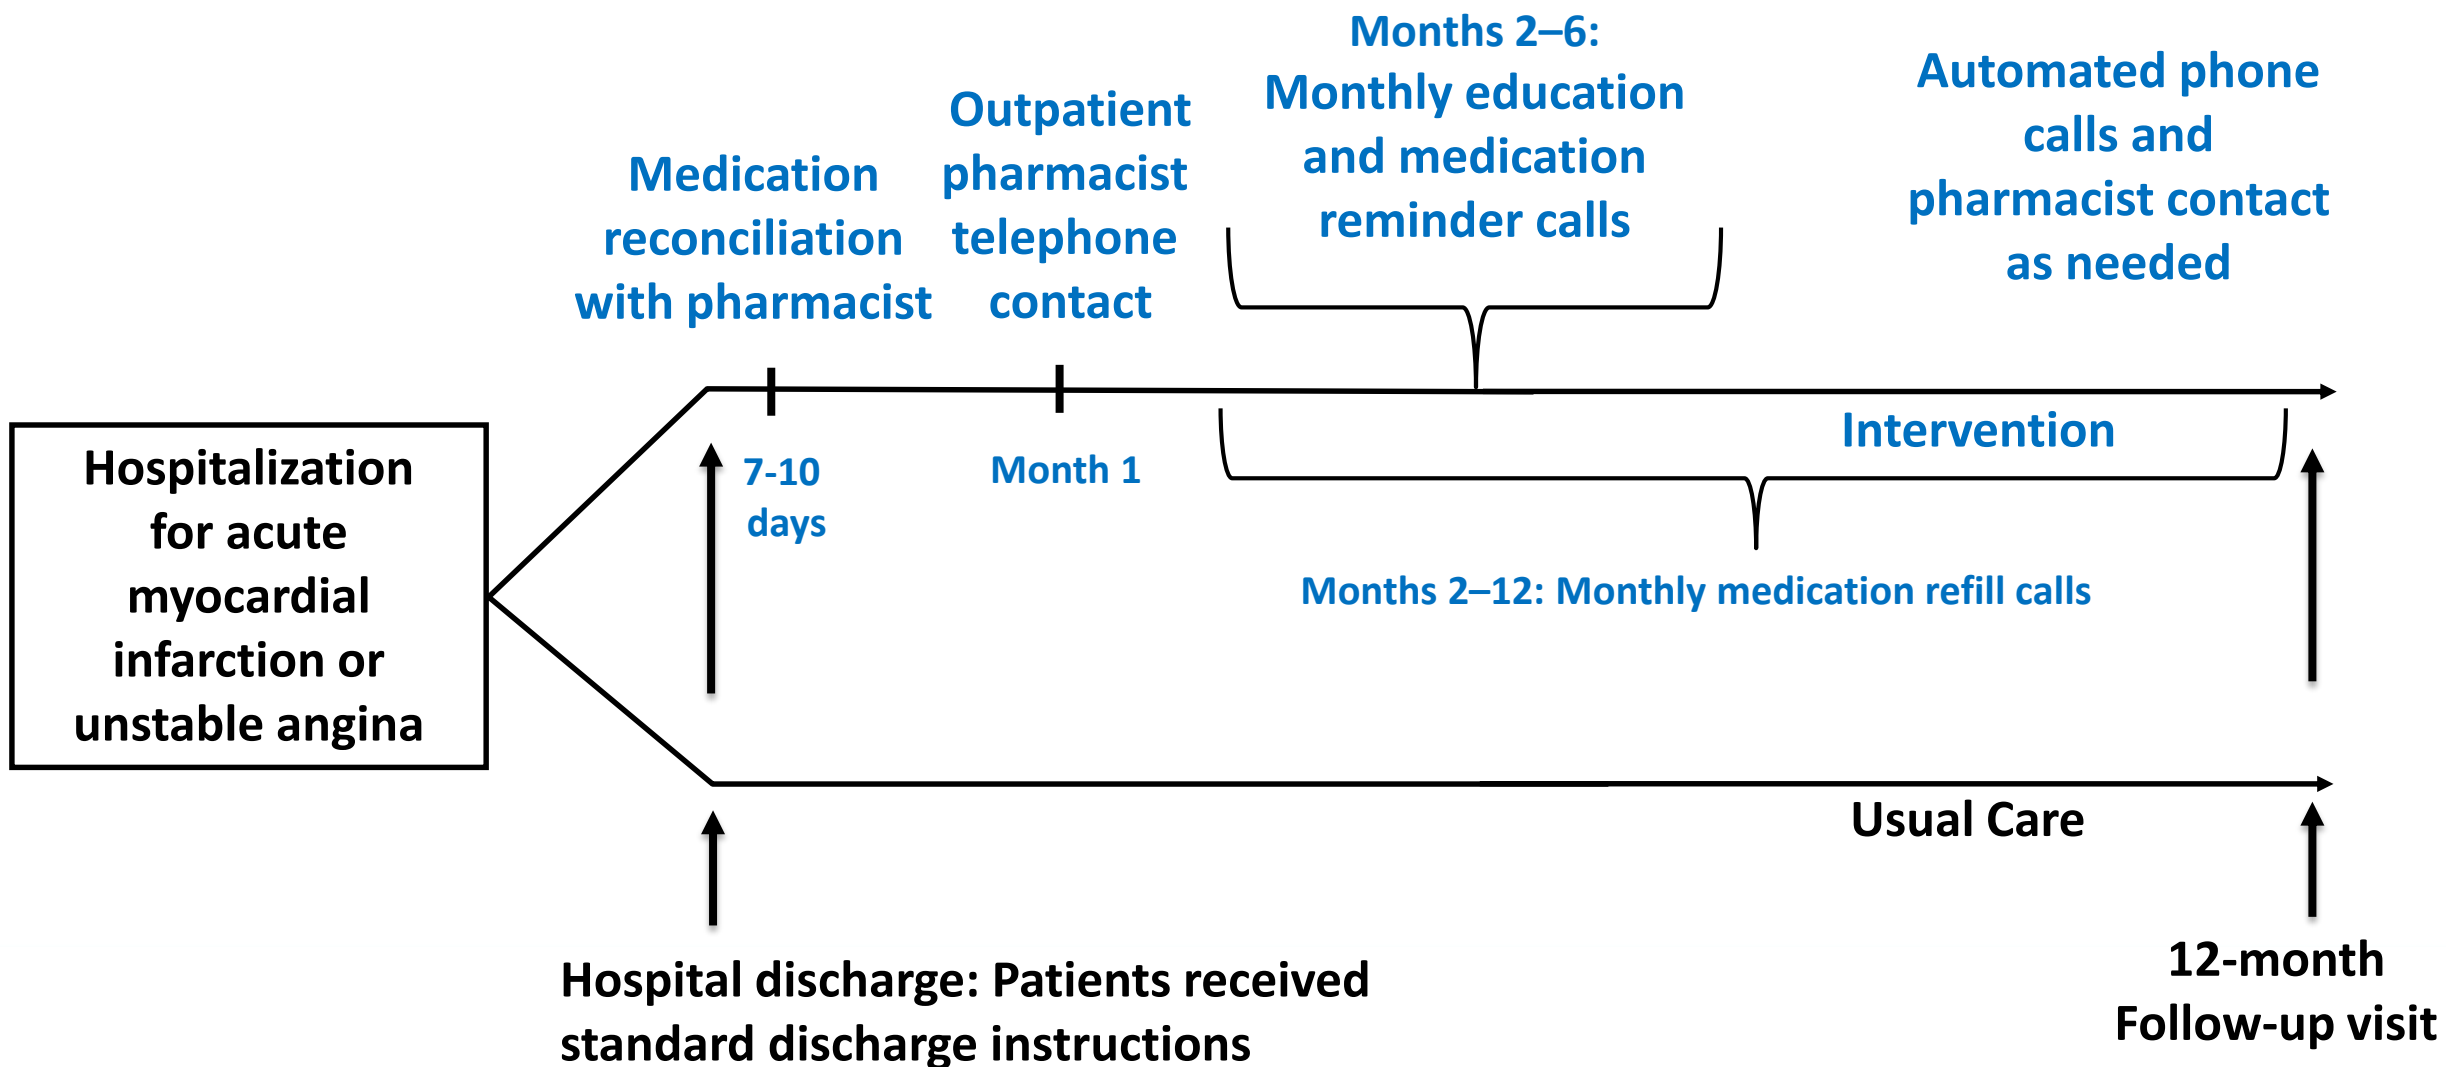 Months 2–6:
Monthly education
and medication
reminder calls
Automated phone
calls and
pharmacist contact
as needed
Outpatient
pharmacist
telephone
contact
Medication
reconciliation
with pharmacist
Intervention
7-10
days
Month 1
Hospitalization
for acute
myocardial
infarction or
unstable angina
Months 2–12: Monthly medication refill calls
Usual Care
Hospital discharge: Patients received
standard discharge instructions
12-month
Follow-up visit